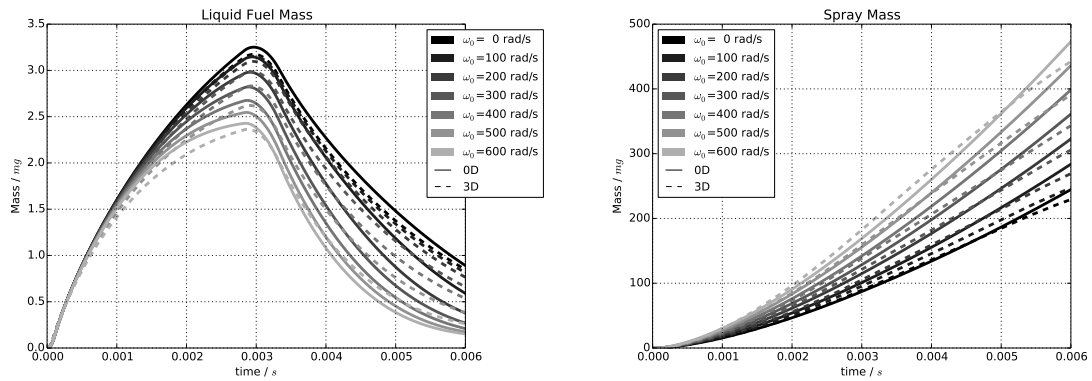 Liquid Fuel Mass
Mass / mg
3.5
3.0
2.5
2.0
1.5
1.0
0.5
0.0
0.000 0.001 0.002 0.003 0.004 0.005 0.006
time / s
ω₀ = 0 rad/s
ω₀ = 100 rad/s
ω₀ = 200 rad/s
ω₀ = 300 rad/s
ω₀ = 400 rad/s
ω₀ = 500 rad/s
ω₀ = 600 rad/s
0D
3D
Spray Mass
Mass / mg
500
400
300
200
100
0
0.000 0.001 0.002 0.003 0.004 0.005 0.006
time / s
ω₀ = 0 rad/s
ω₀ = 100 rad/s
ω₀ = 200 rad/s
ω₀ = 300 rad/s
ω₀ = 400 rad/s
ω₀ = 500 rad/s
ω₀ = 600 rad/s
0D
3D